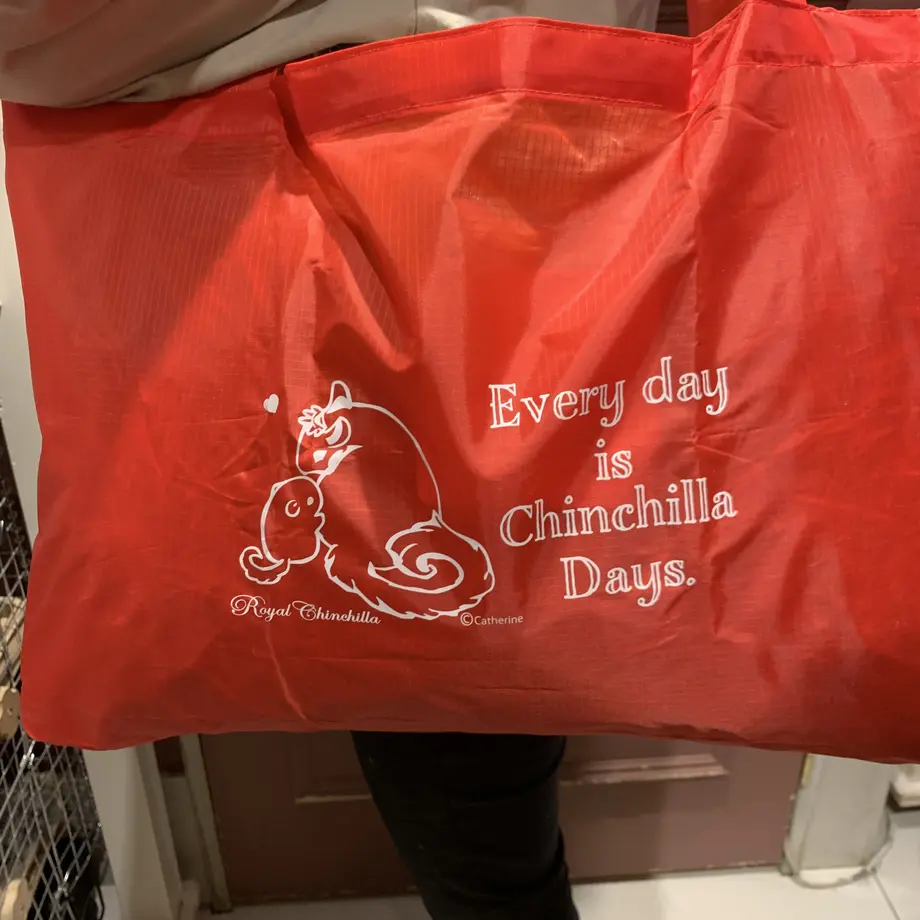 Every day
is
Chinchilla
Days.
Royal Chinchilla
©Catherine